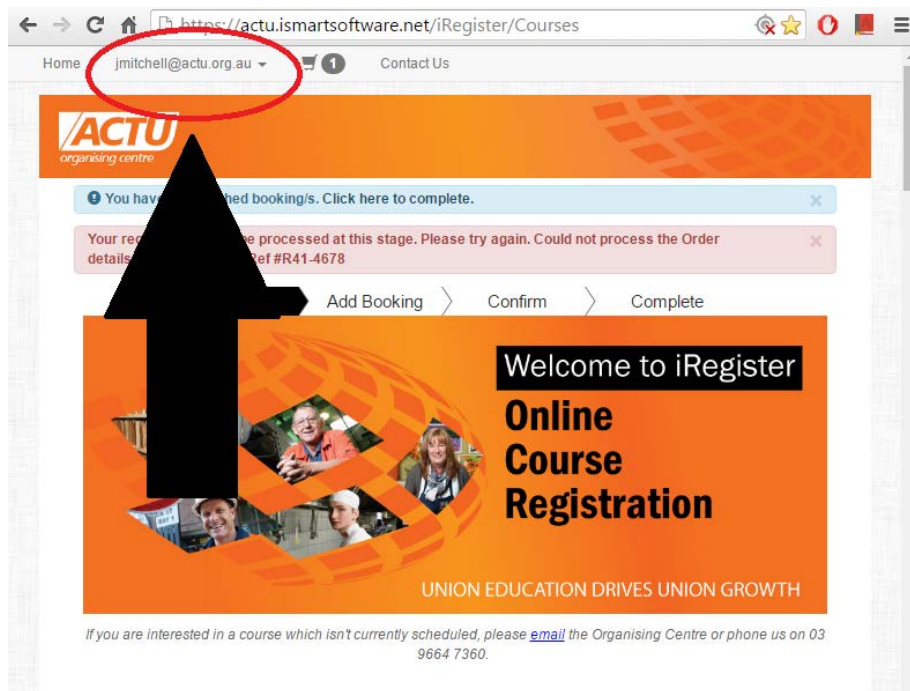 https://actu.ismartsoftware.net/iRegister/Courses
Home jmitchell@actu.org.au 1 Contact Us
ACTU
organising centre
You have hed booking/s. Click here to complete.
Your re be processed at this stage. Please try again. Could not process the Order
details Ref #R41-4678
Add Booking Confirm Complete
Welcome to iRegister
Online
Course
Registration
UNION EDUCATION DRIVES UNION GROWTH
If you are interested in a course which isn't currently scheduled, please email the Organising Centre or phone us on 03
9664 7360.